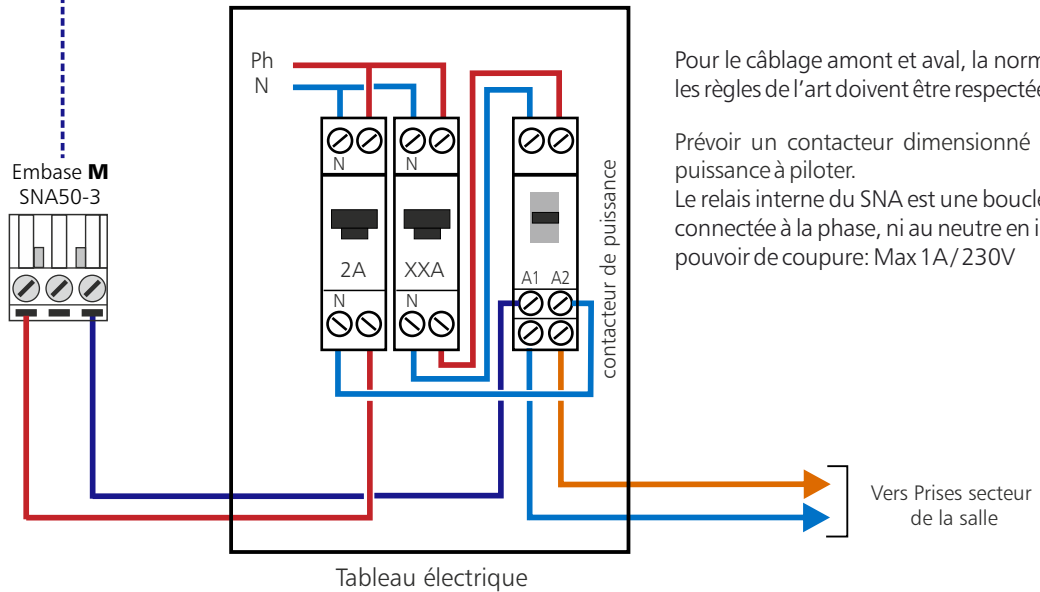 Ph
N
Pour le câblage amont et aval, la norm
les règles de l'art doivent être respectée
Prévoir un contacteur dimensionné
puissance à piloter.
Le relais interne du SNA est une boucle
connectée à la phase, ni au neutre en i
pouvoir de coupure: Max 1A/230V
Embase M
SNA50-3
N
N
2A
XXA
A1 A2
N
N
contacteur de puissance
Vers Prises secteur
de la salle
Tableau électrique